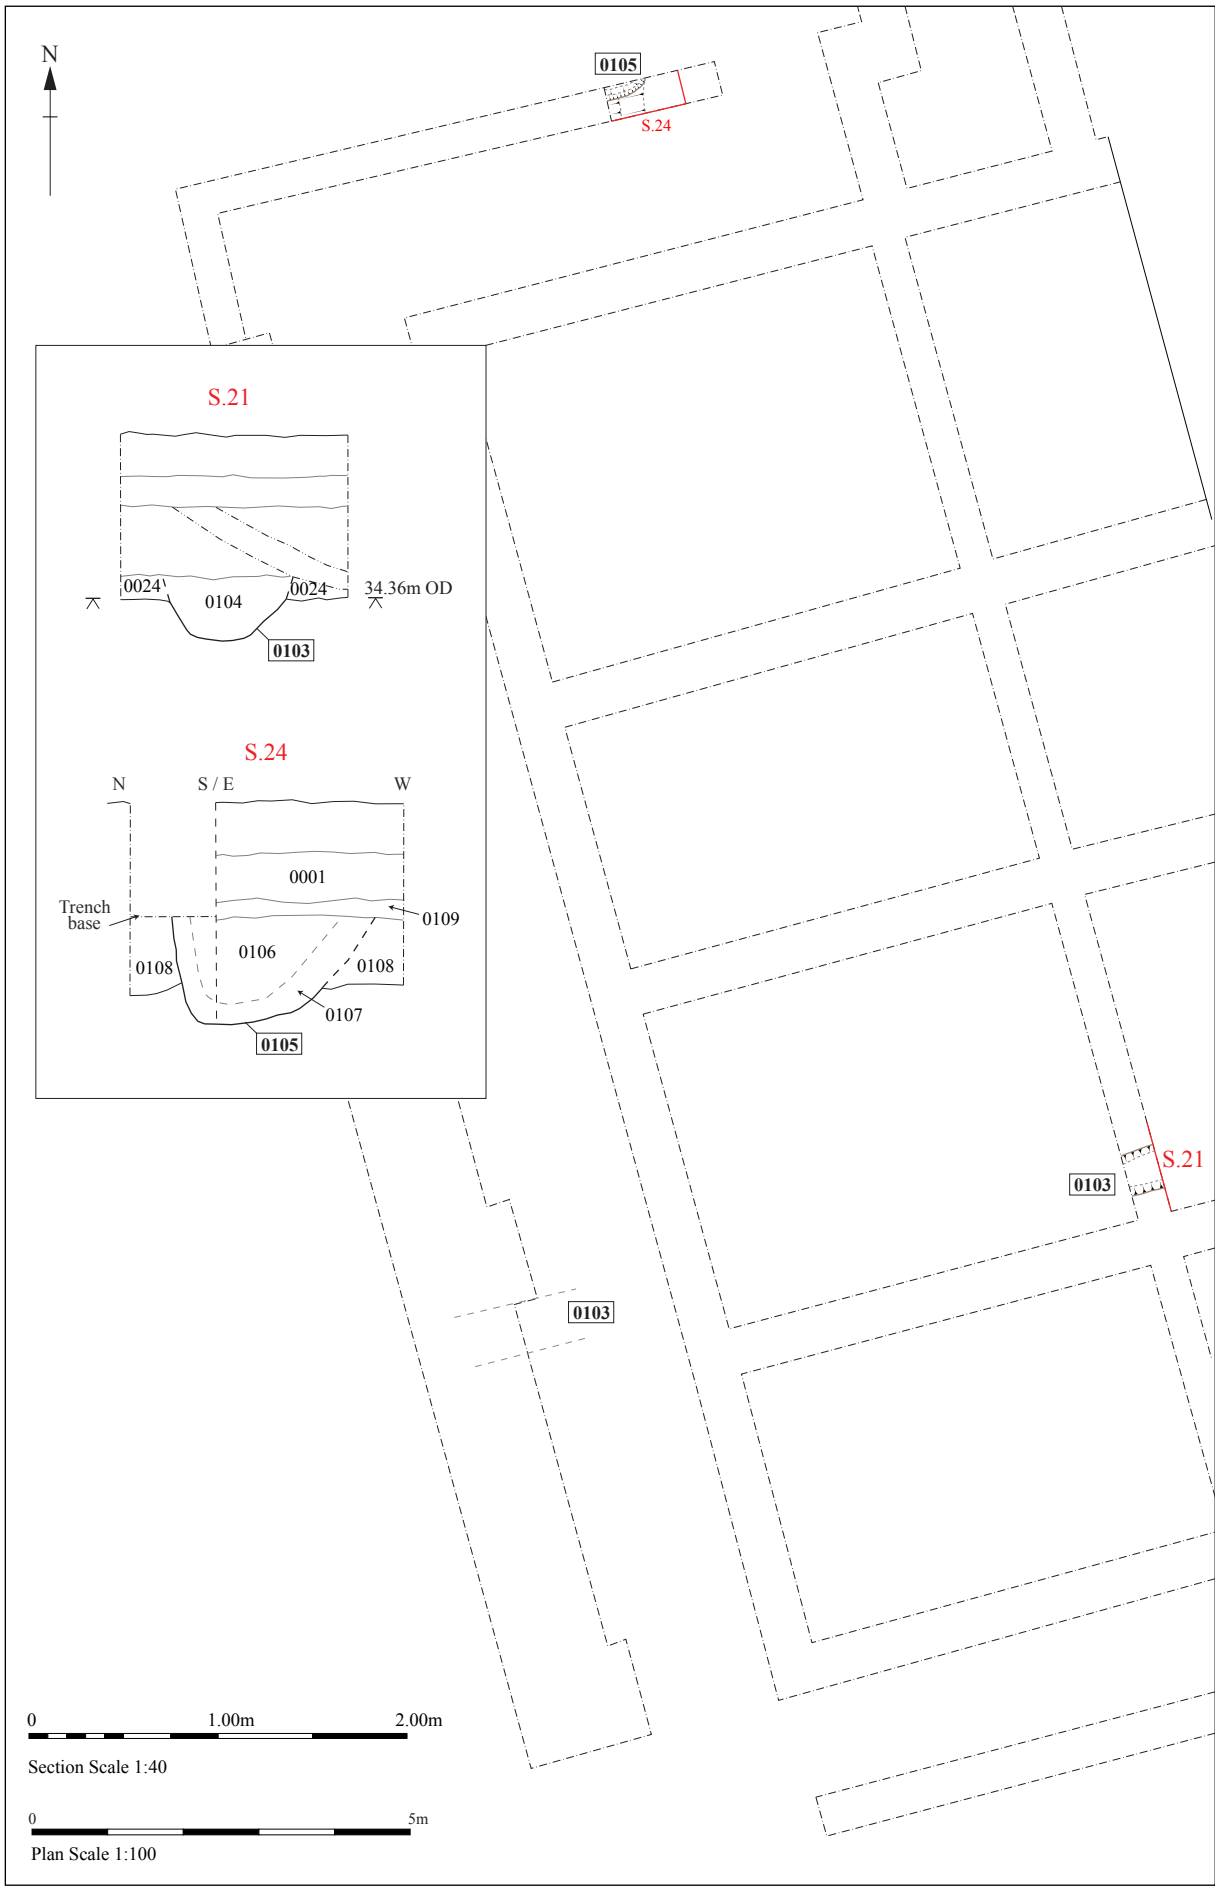 N
0105
S.24
S.21
0024
0104
0024
34.36m OD
0103
S.24
N
S / E
W
0001
Trench
base
0109
0106
0108
0108
0107
0105
S.21
0103
0103
0
1.00m
2.00m
Section Scale 1:40
0
5m
Plan Scale 1:100